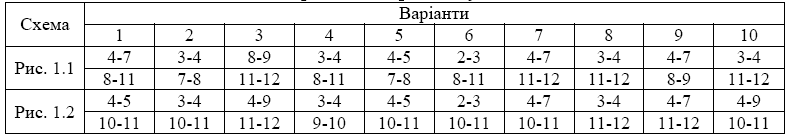 Схема Варіанти
1 2 3 4 5 6 7 8 9 10
Рис. 1.1 4-7 3-4 8-9 3-4 4-5 2-3 4-7 3-4 4-7 3-4
8-11 7-8 11-12 8-11 7-8 8-11 11-12 11-12 8-9 11-12
Рис. 1.2 4-5 3-4 4-9 3-4 4-5 2-3 4-7 3-4 4-7 4-9
10-11 10-11 11-12 9-10 10-11 10-11 10-11 11-12 11-12 10-11